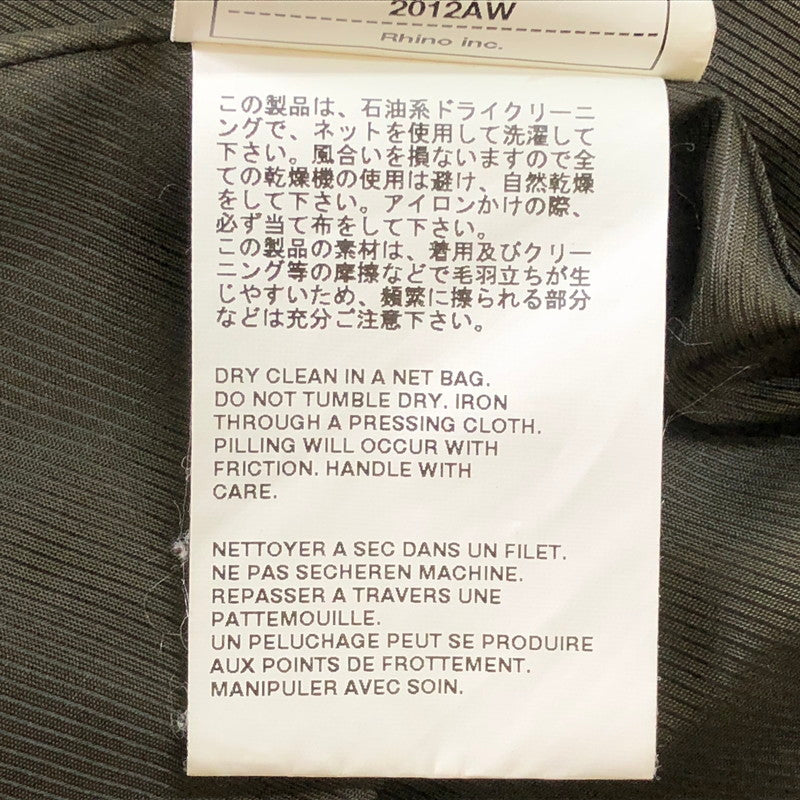 2012AW
Rhino inc.
この製品は、石油系ドライクリーニ
ングで、ネットを使用して洗濯して
下さい。風合いを損ないますので全
ての乾燥機の使用は避け、自然乾燥
をして下さい。アイロンかけの際、
必ず当て布をして下さい。
この製品の素材は、着用及びクリー
ニング等の摩擦などで毛羽立ちが生
じやすいため、頻繁に擦られる部分
などは充分ご注意下さい。
DRY CLEAN IN A NET BAG.
DO NOT TUMBLE DRY. IRON
THROUGH A PRESSING CLOTH.
PILLING WILL OCCUR WITH
FRICTION. HANDLE WITH
CARE.
NETTOYER A SEC DANS UN FILET.
NE PAS SECHEREN MACHINE.
REPASSER A TRAVERS UNE
PATTEMOUILLE.
UN PELUCHAGE PEUT SE PRODUIRE
AUX POINTS DE FROTTEMENT.
MANIPULER AVEC SOIN.